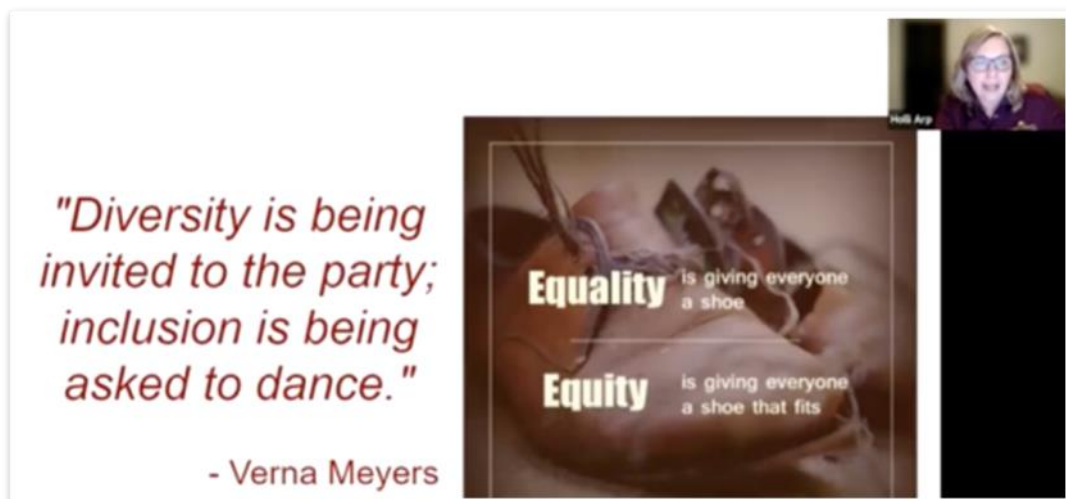 "Diversity is being
invited to the party;
inclusion is being
asked to dance."
- Verna Meyers
Equality is giving everyone
a shoe
Equity is giving everyone
a shoe that fits
Holli Arp